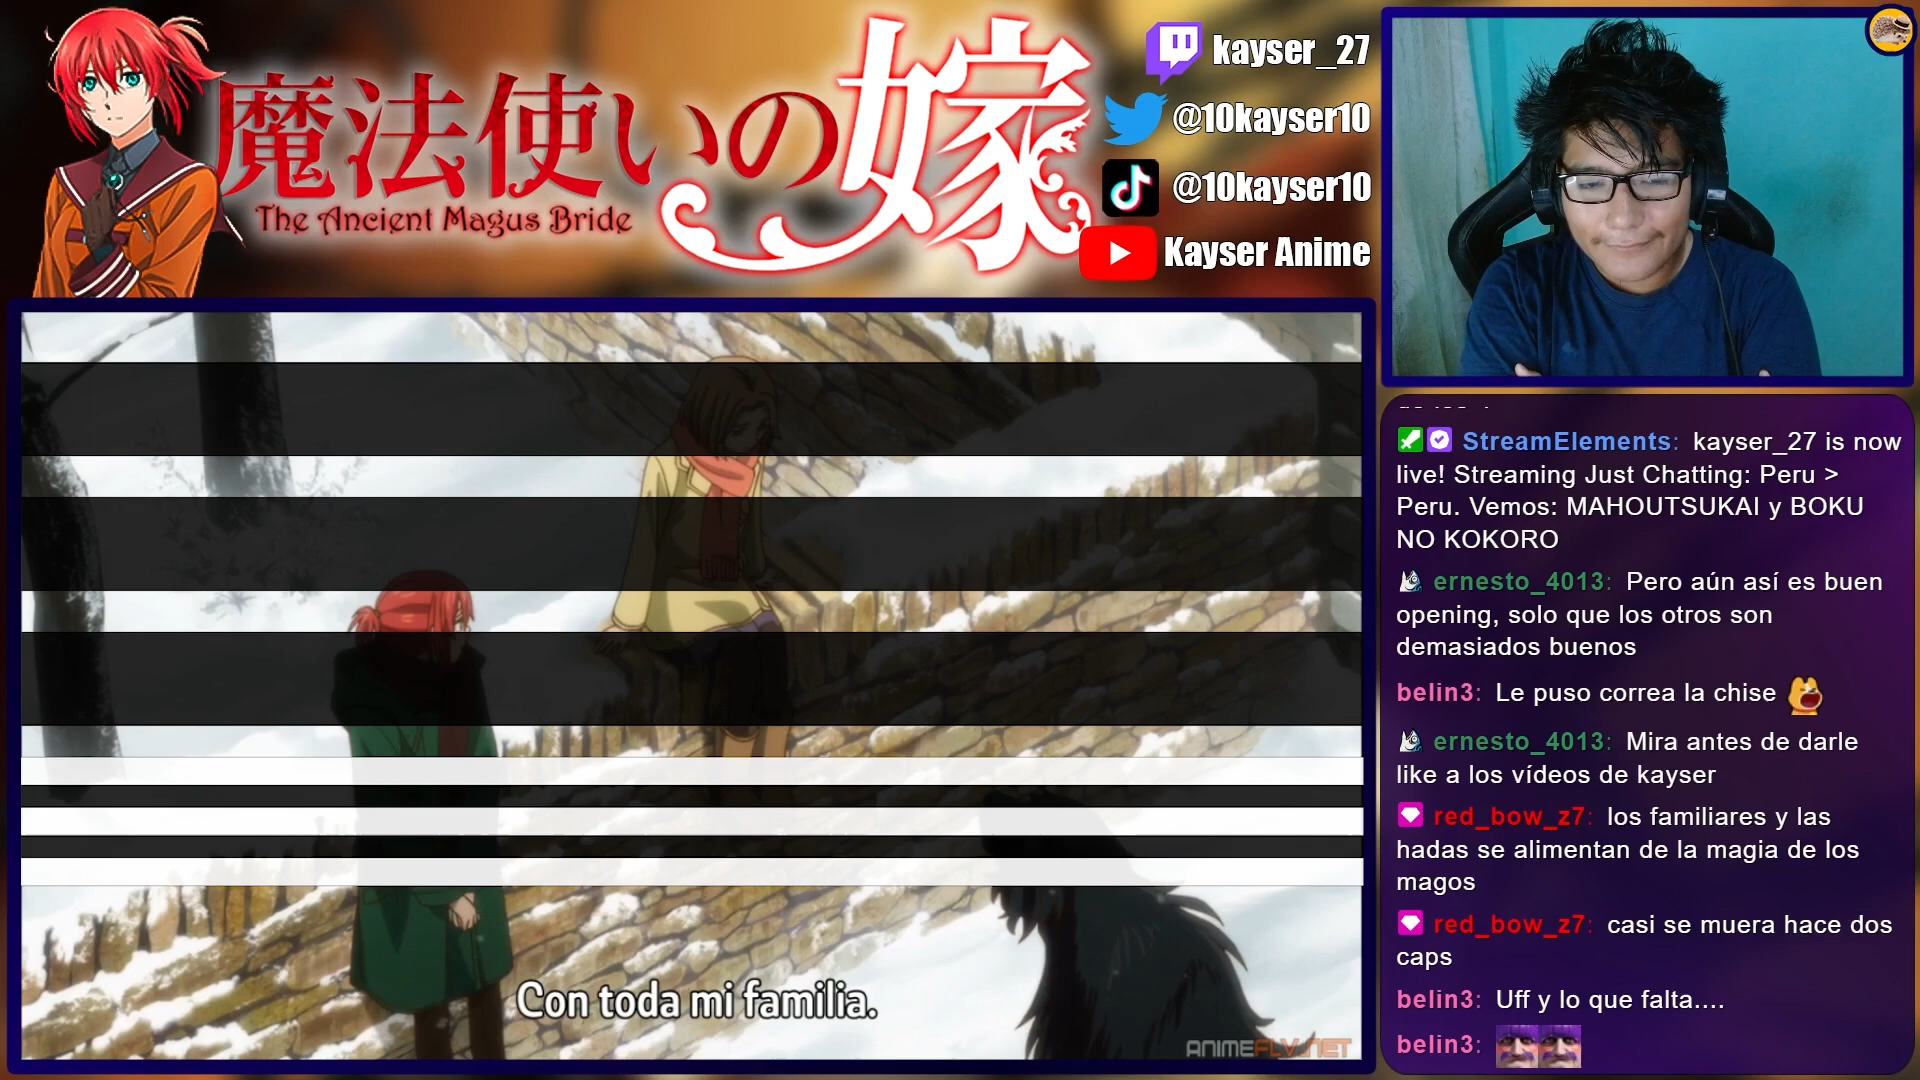 魔法使いの嫁
The Ancient Magus Bride
kayser_27
@10kayser10
@10kayser10
Kayser Anime
StreamElements: kayser_27 is now
live! Streaming Just Chatting: Peru >
Peru. Vemos: MAHOUTSUKAI y BOKU
NO KOKORO
ernesto_4013: Pero aún así es buen
opening, solo que los otros son
demasiados buenos
belin3: Le puso correa la chise
ernesto_4013: Mira antes de darle
like a los vídeos de kayser
red_bow_z7: los familiares y las
hadas se alimentan de la magia de los
magos
red_bow_z7: casi se muera hace dos
caps
belin3: Uff y lo que falta....
belin3:
Con toda mi familia.
ANIMEFLV.NET